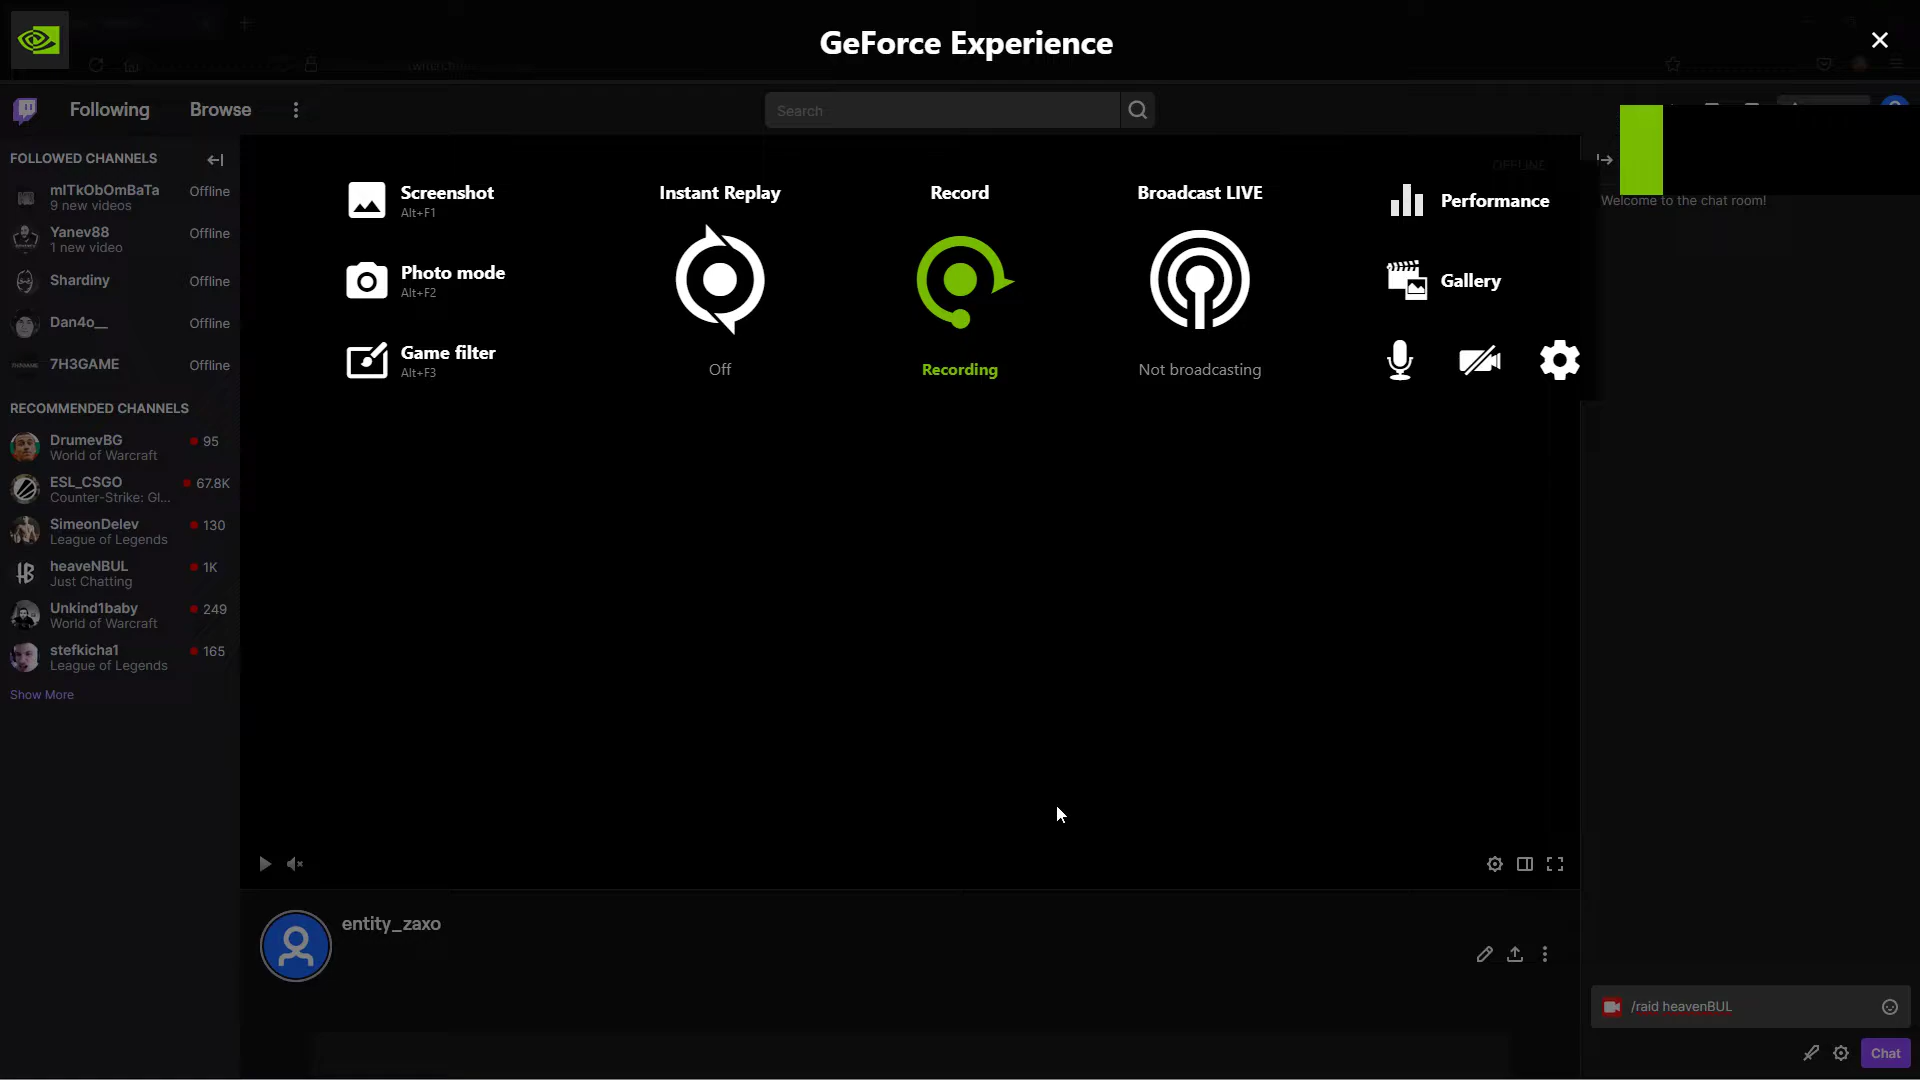 GeForce Experience
Following
Browse
Search
FOLLOWED CHANNELS
mITkObOmBaTa Offline
9 new videos
Yanev88 Offline
1 new video
Shardiny Offline
Dan4o__ Offline
7H3GAME Offline
RECOMMENDED CHANNELS
DrumevBG 95
World of Warcraft
ESL_CSGO 67.8K
Counter-Strike: Gl...
SimeonDelev 130
League of Legends
heaveNBUL 1K
Just Chatting
Unkind1baby 249
World of Warcraft
stefkicha1 165
League of Legends
Show More
Screenshot
Alt+F1
Photo mode
Alt+F2
Game filter
Alt+F3
Instant Replay
Off
Record
Recording
Broadcast LIVE
Not broadcasting
OFFLINE
Performance
Gallery
entity_zaxo
Welcome to the chat room!
/raid heavenBUL
Chat